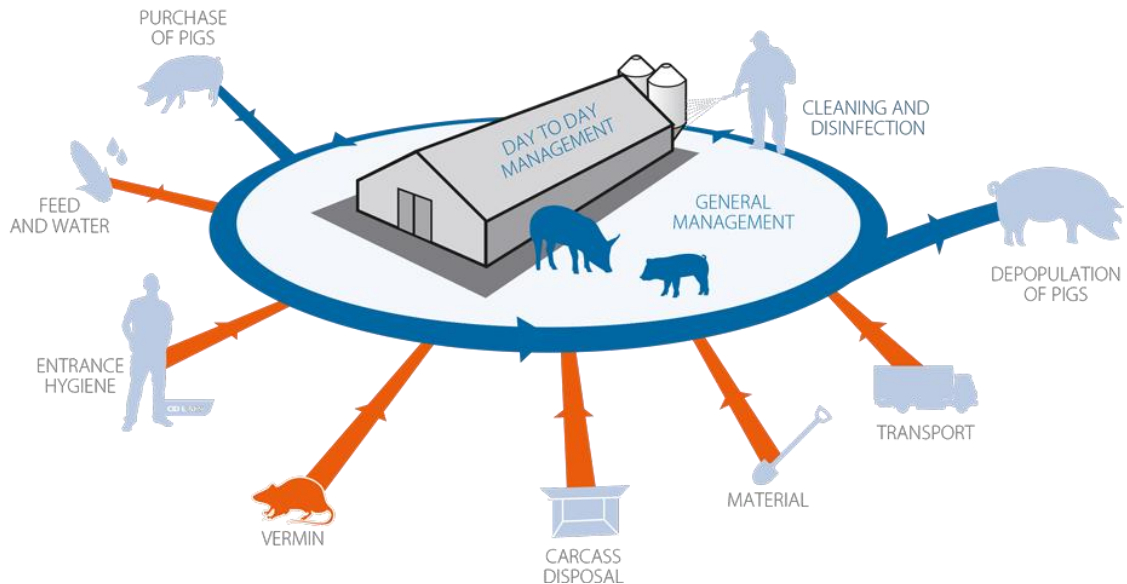 PURCHASE
OF PIGS
DAY TO DAY
MANAGEMENT
CLEANING AND
DISINFECTION
FEED
AND WATER
GENERAL
MANAGEMENT
DEPOPULATION
OF PIGS
ENTRANCE
HYGIENE
TRANSPORT
MATERIAL
VERMIN
CARCASS
DISPOSAL